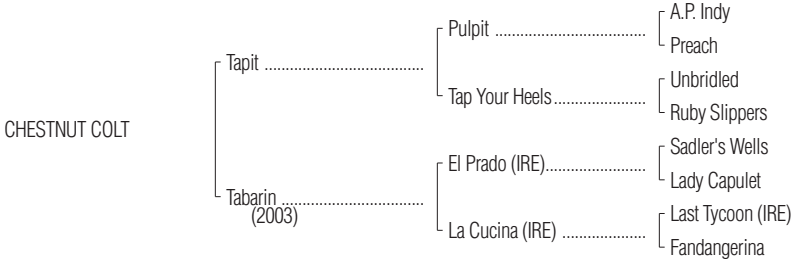 A.P. Indy
Pulpit ......................................
Preach
Tapit ........................................
Unbridled
Tap Your Heels.......................
Ruby Slippers
CHESTNUT COLT
Sadler's Wells
El Prado (IRE).........................
Lady Capulet
Tabarin ....................................
(2003)
Last Tycoon (IRE)
La Cucina (IRE) .....................
Fandangerina